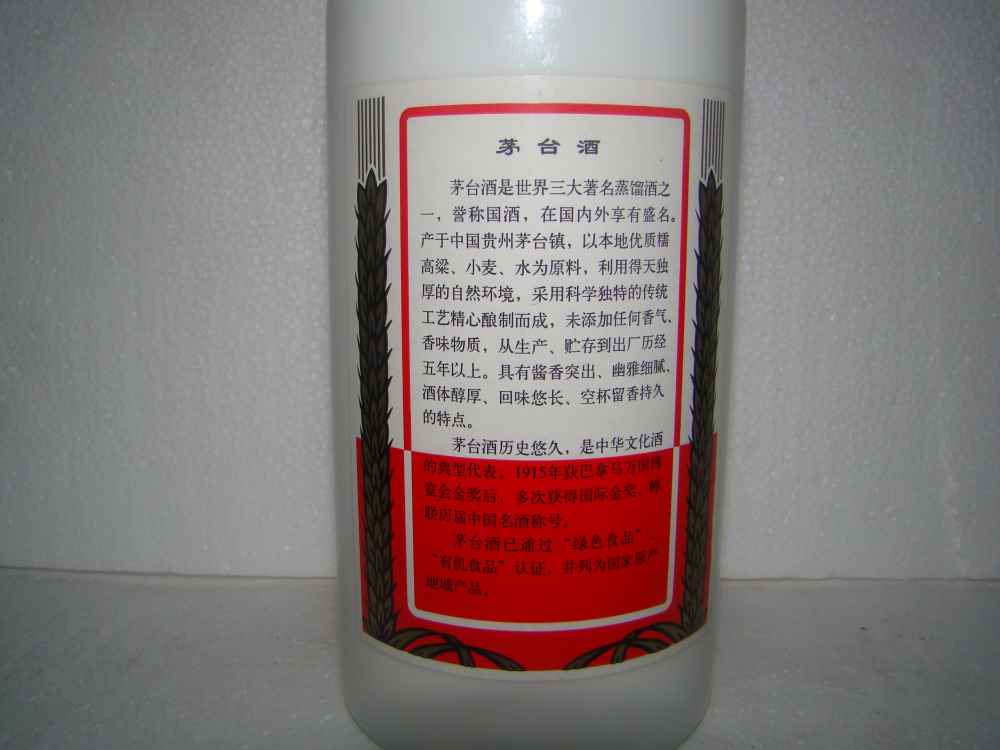 茅台酒
茅台酒是世界三大著名蒸馏酒之
一，誉称国酒，在国内外享有盛名。
产于中国贵州茅台镇，以本地优质糯
高粱、小麦、水为原料，利用得天独
厚的自然环境，采用科学独特的传统
工艺精心酿制而成，未添加任何香气、
香味物质，从生产、贮存到出厂历经
五年以上。具有酱香突出、幽雅细腻、
酒体醇厚、回味悠长、空杯留香持久
的特点。
茅台酒历史悠久，是中华文化酒
的典型代表。1915年获巴拿马万国博
宴会金奖后，多次获得国际金奖，蝉
联历届中国名酒称号。
茅台酒已通过“绿色食品”、
“有机食品”认证，并列为国家原产
地域产品。